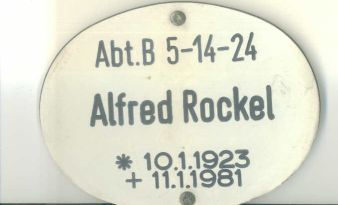 Abt.B 5-14-24
Alfred Rockel
* 10.1.1923
+ 11.1.1981